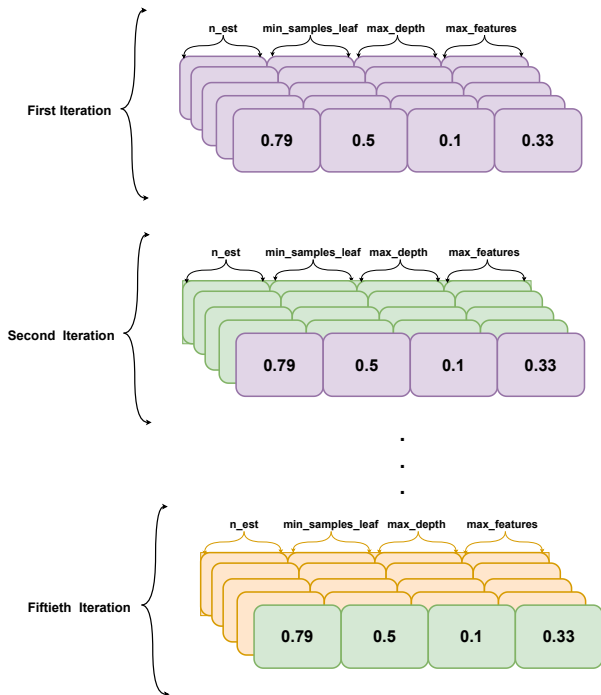 n_est min_samples_leaf max_depth max_features
First Iteration
0.79 0.5 0.1 0.33
n_est min_samples_leaf max_depth max_features
Second Iteration
0.79 0.5 0.1 0.33
n_est min_samples_leaf max_depth max_features
Fiftieth Iteration
0.79 0.5 0.1 0.33